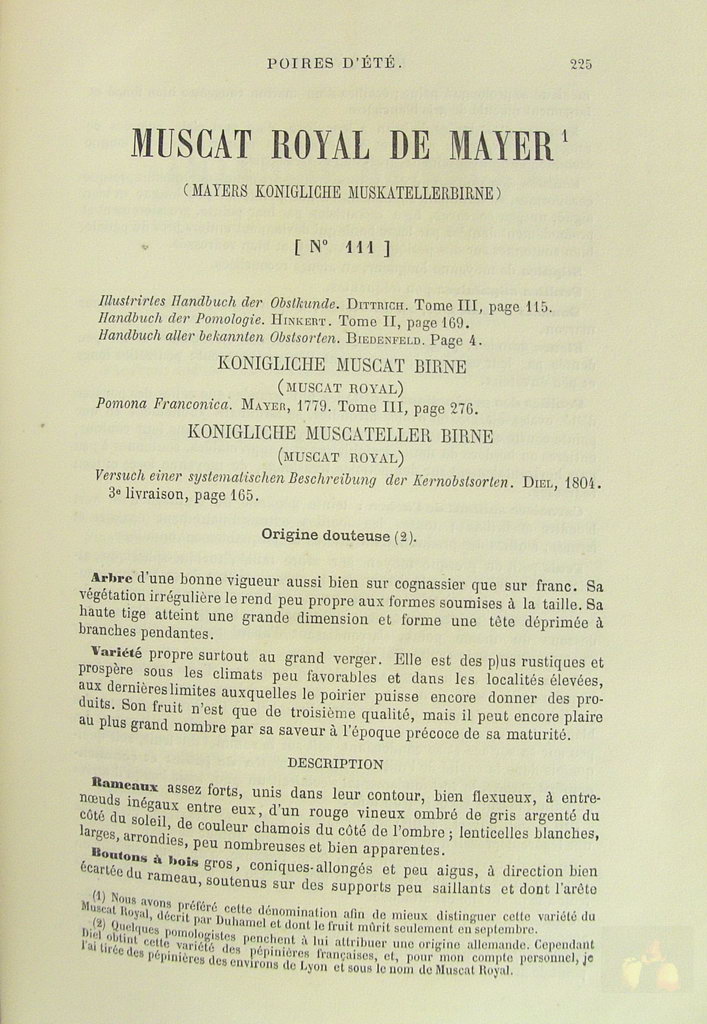 POIRES D'ÉTÉ. 225
MUSCAT ROYAL DE MAYER ¹
(MAYERS KONIGLICHE MUSKATELLERBIRNE)
[ Nº 111 ]
Illustrirtes Handbuch der Obstkunde. DITTRICH. Tome III, page 115.
Handbuch der Pomologie. HINKERT. Tome II, page 169.
Handbuch aller bekannten Obstsorten. BIEDENFELD. Page 4.
KONIGLICHE MUSCAT BIRNE
(MUSCAT ROYAL)
Pomona Franconica. MAYER, 1779. Tome III, page 276.
KONIGLICHE MUSCATELLER BIRNE
(MUSCAT ROYAL)
Versuch einer systematischen Beschreibung der Kernobstsorten. DIEL, 1804.
3e livraison, page 165.
Origine douteuse (2).
Arbre d'une bonne vigueur aussi bien sur cognassier que sur franc. Sa
végétation irrégulière le rend peu propre aux formes soumises à la taille. Sa
haute tige atteint une grande dimension et forme une tête déprimée à
branches pendantes.
Variété propre surtout au grand verger. Elle est des plus rustiques et
prospère sous les climats peu favorables et dans les localités élevées,
aux dernières limites auxquelles le poirier puisse encore donner des pro-
duits. Son fruit n'est que de troisième qualité, mais il peut encore plaire
au plus grand nombre par sa saveur à l'époque précoce de sa maturité.
DESCRIPTION
Rameaux assez forts, unis dans leur contour, bien flexueux, à entre-
nœuds inégaux entre eux, d'un rouge vineux ombré de gris argenté du
côté du soleil, de couleur chamois du côté de l'ombre ; lenticelles blanches,
larges, arrondies, peu nombreuses et bien apparentes.
Boutons à bois gros, coniques-allongés et peu aigus, à direction bien
écartée du rameau, soutenus sur des supports peu saillants et dont l'arête
(1) Nous avons préféré cette dénomination afin de mieux distinguer cette variété du
Muscat Royal, décrit par Duhamel et dont le fruit mûrit seulement en septembre.
(2) Quelques pomologistes penchent à lui attribuer une origine allemande. Cependant
Diel obtint cette variété des pépinières françaises, et, pour mon compte personnel, je
l'ai tirée des pépinières des environs de Lyon et sous le nom de Muscat Royal.